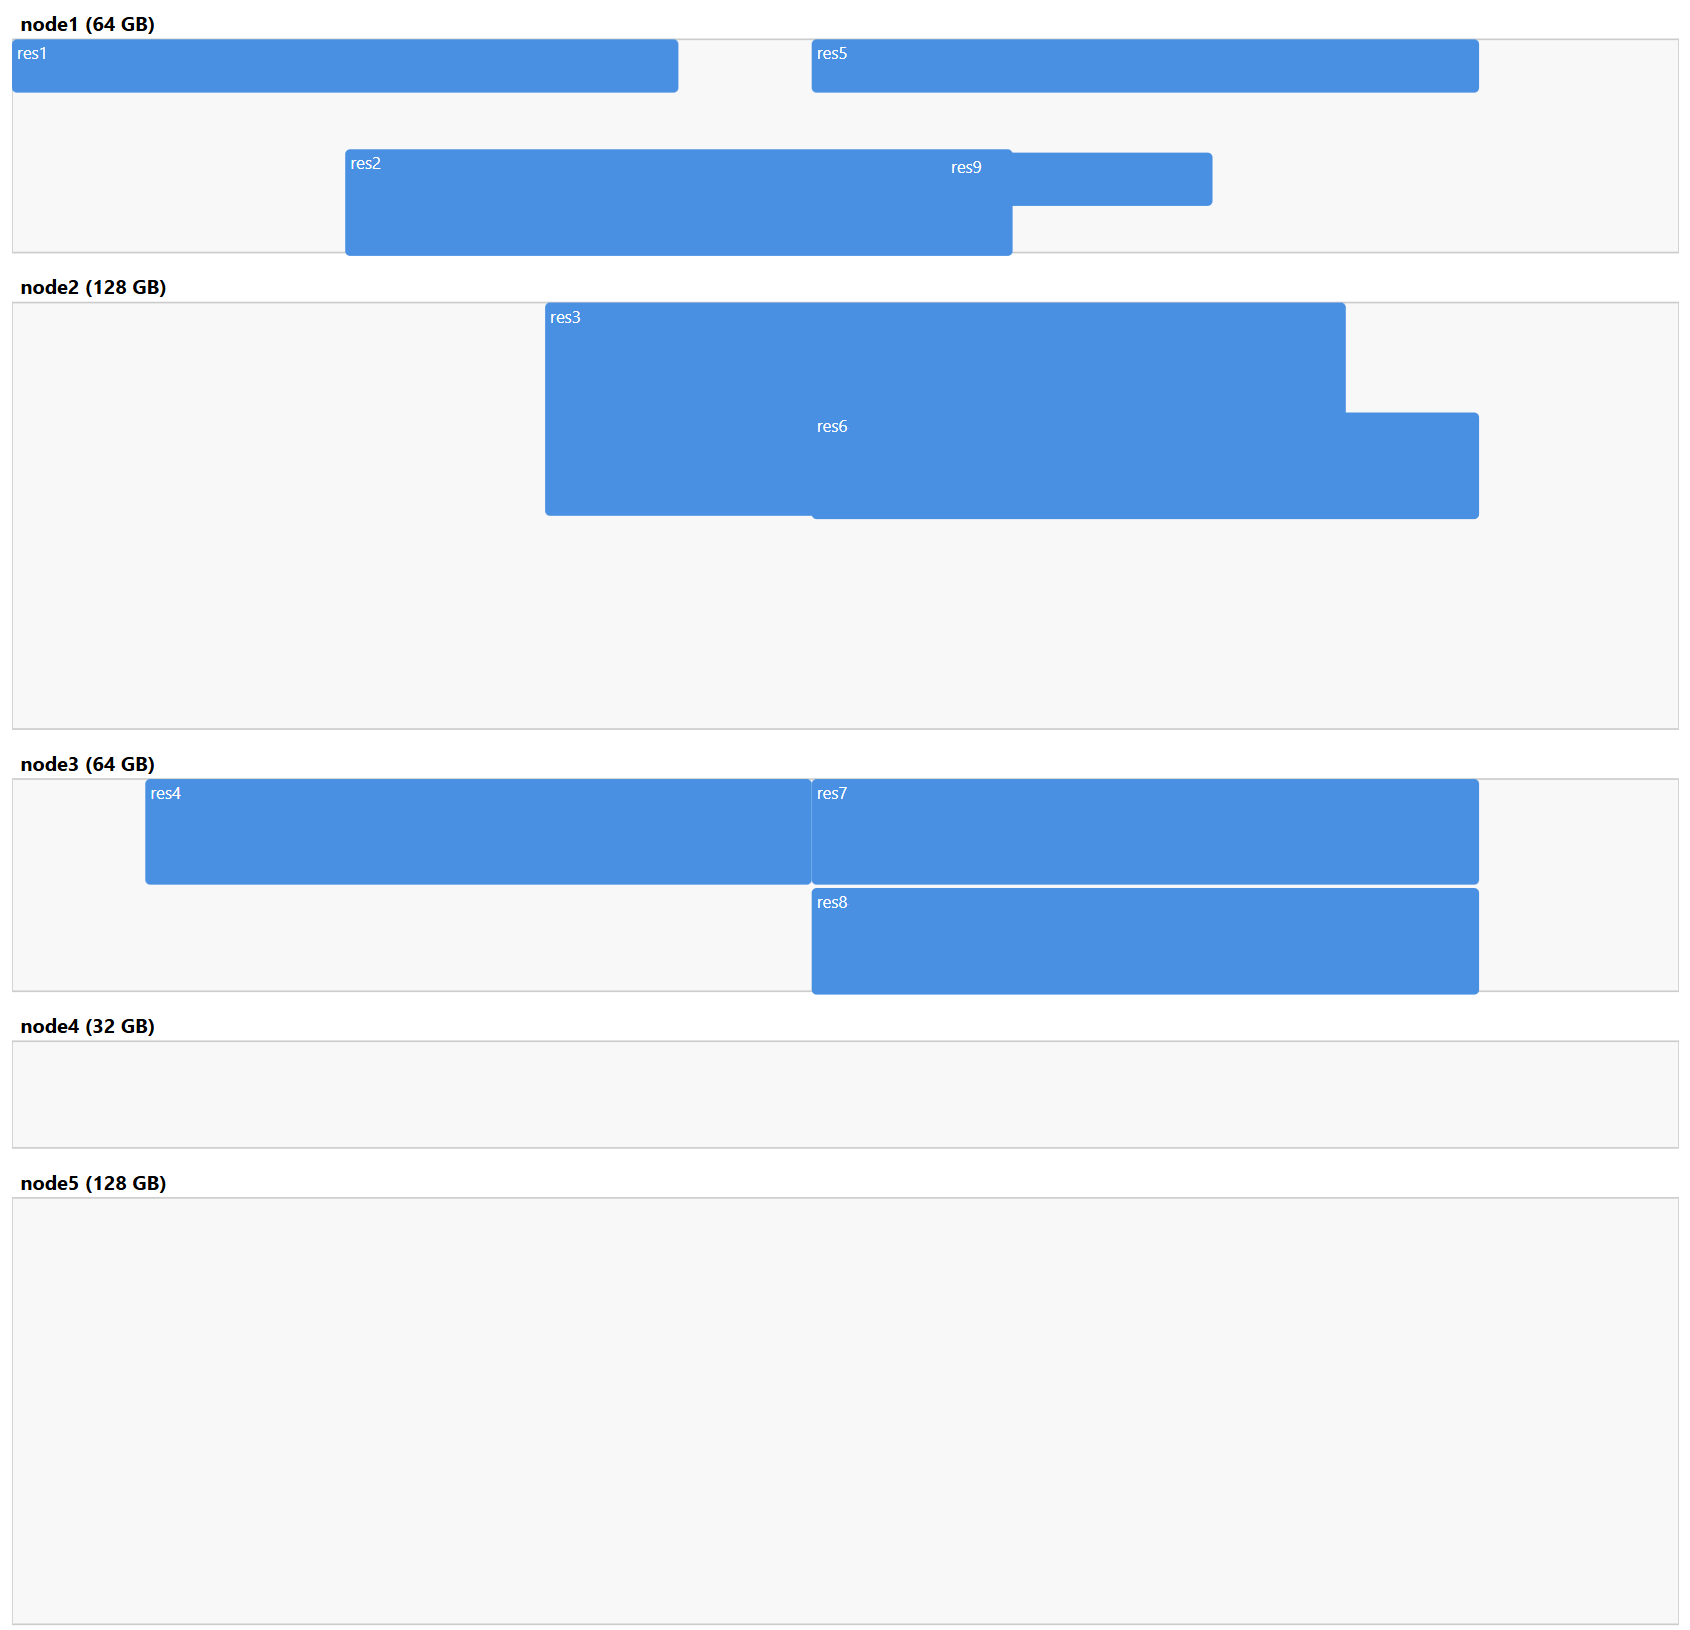 node1 (64 GB)
res1
res5
res2
res9
node2 (128 GB)
res3
res6
node3 (64 GB)
res4
res7
res8
node4 (32 GB)
node5 (128 GB)